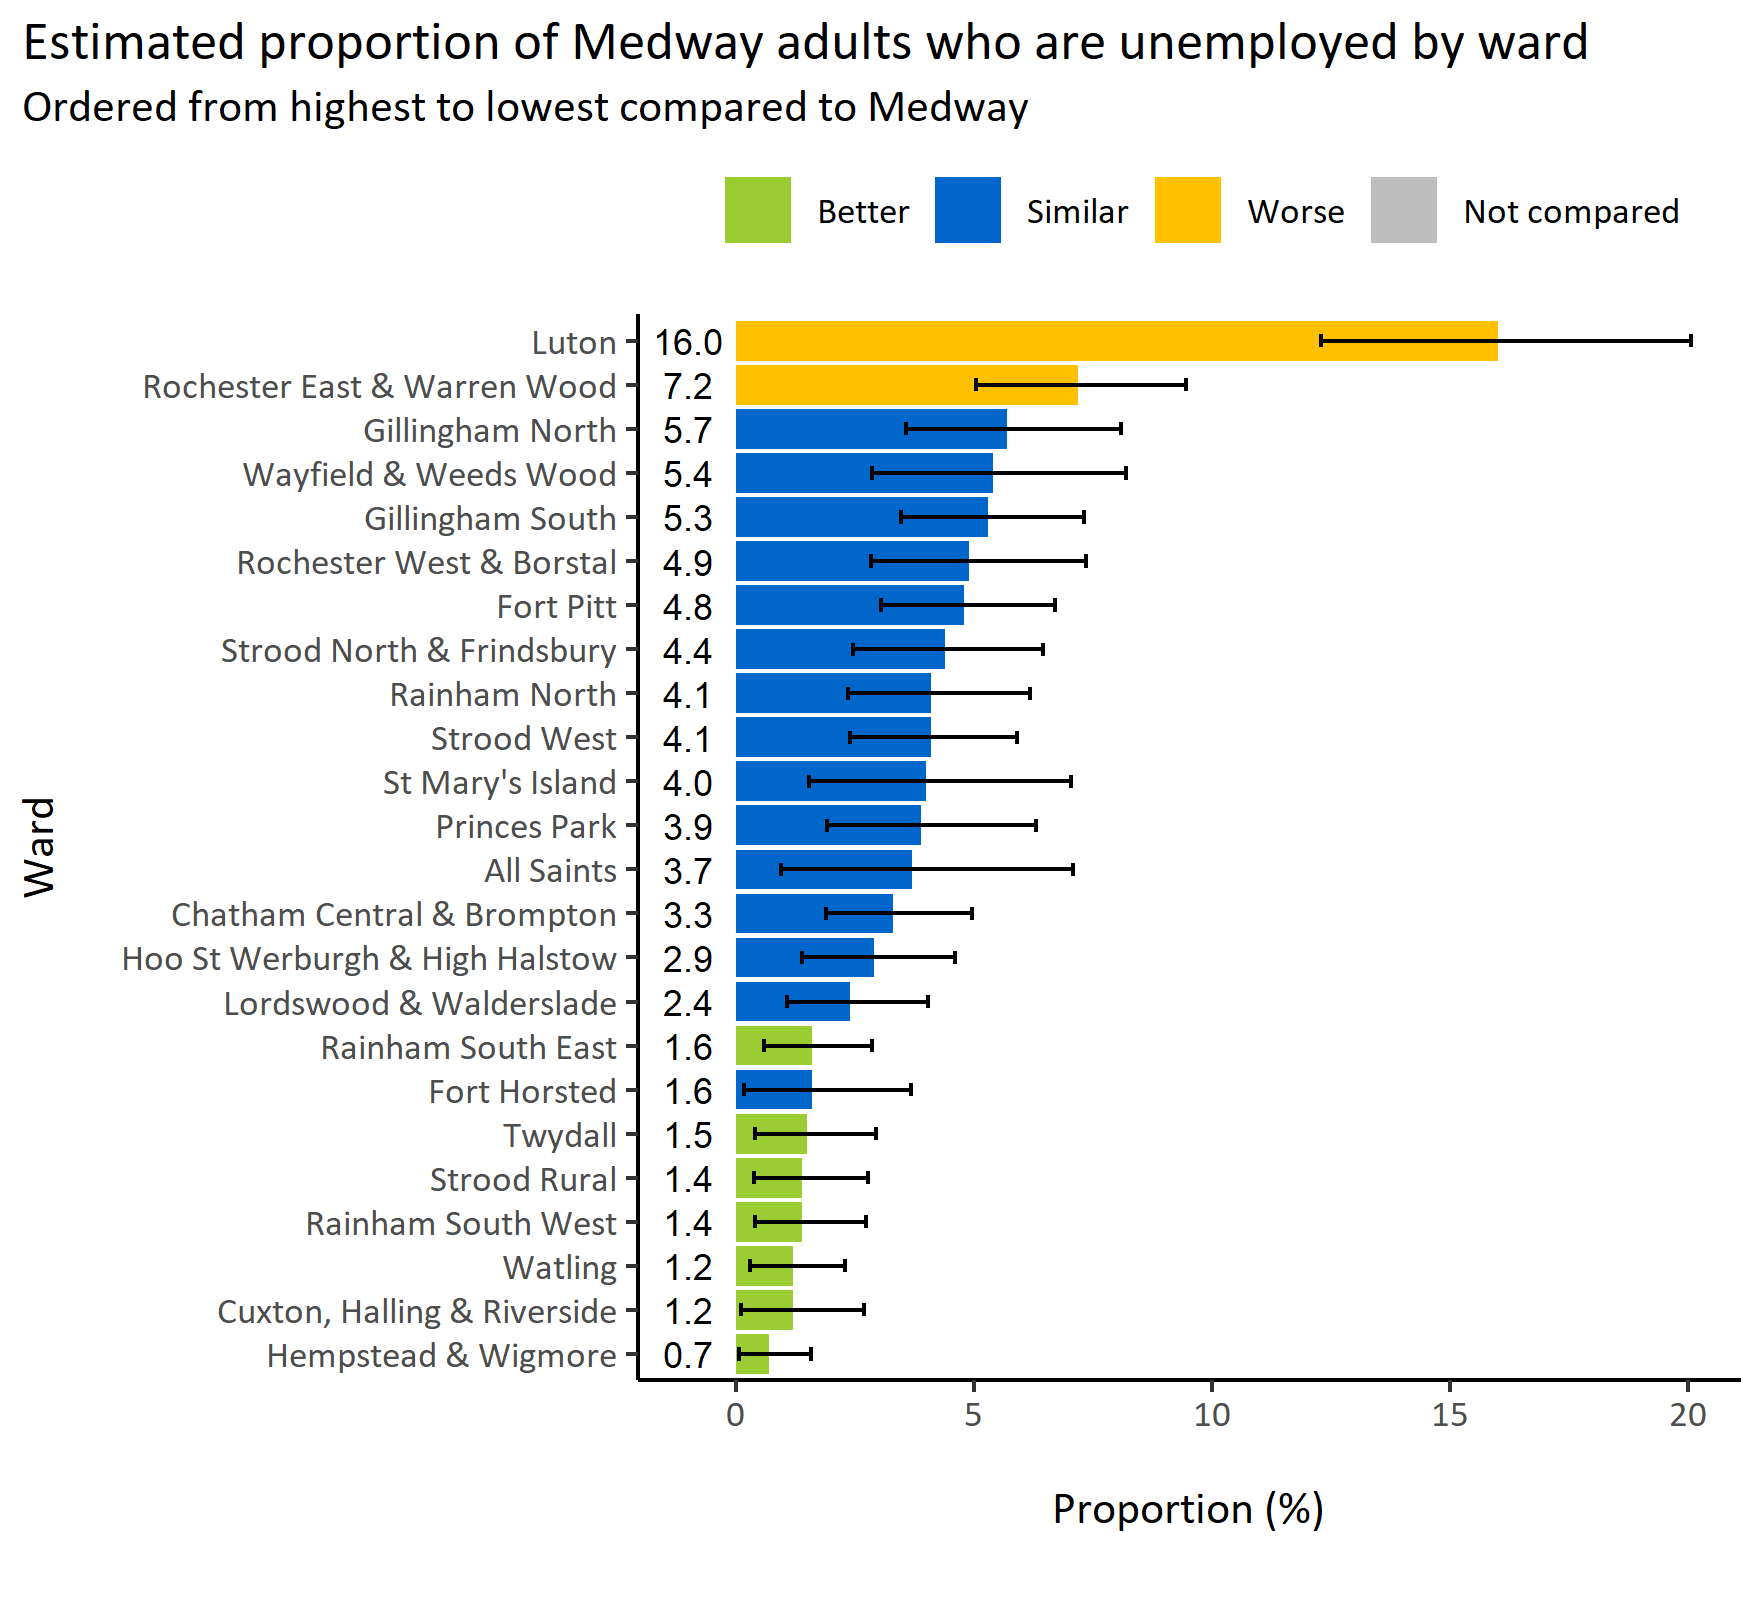 Estimated proportion of Medway adults who are unemployed by ward
Ordered from highest to lowest compared to Medway
Better Similar Worse Not compared
Luton 16.0
Rochester East & Warren Wood 7.2
Gillingham North 5.7
Wayfield & Weeds Wood 5.4
Gillingham South 5.3
Rochester West & Borstal 4.9
Fort Pitt 4.8
Strood North & Frindsbury 4.4
Rainham North 4.1
Strood West 4.1
St Mary's Island 4.0
Princes Park 3.9
All Saints 3.7
Chatham Central & Brompton 3.3
Hoo St Werburgh & High Halstow 2.9
Lordswood & Walderslade 2.4
Rainham South East 1.6
Fort Horsted 1.6
Twydall 1.5
Strood Rural 1.4
Rainham South West 1.4
Watling 1.2
Cuxton, Halling & Riverside 1.2
Hempstead & Wigmore 0.7
Ward
0 5 10 15 20
Proportion (%)